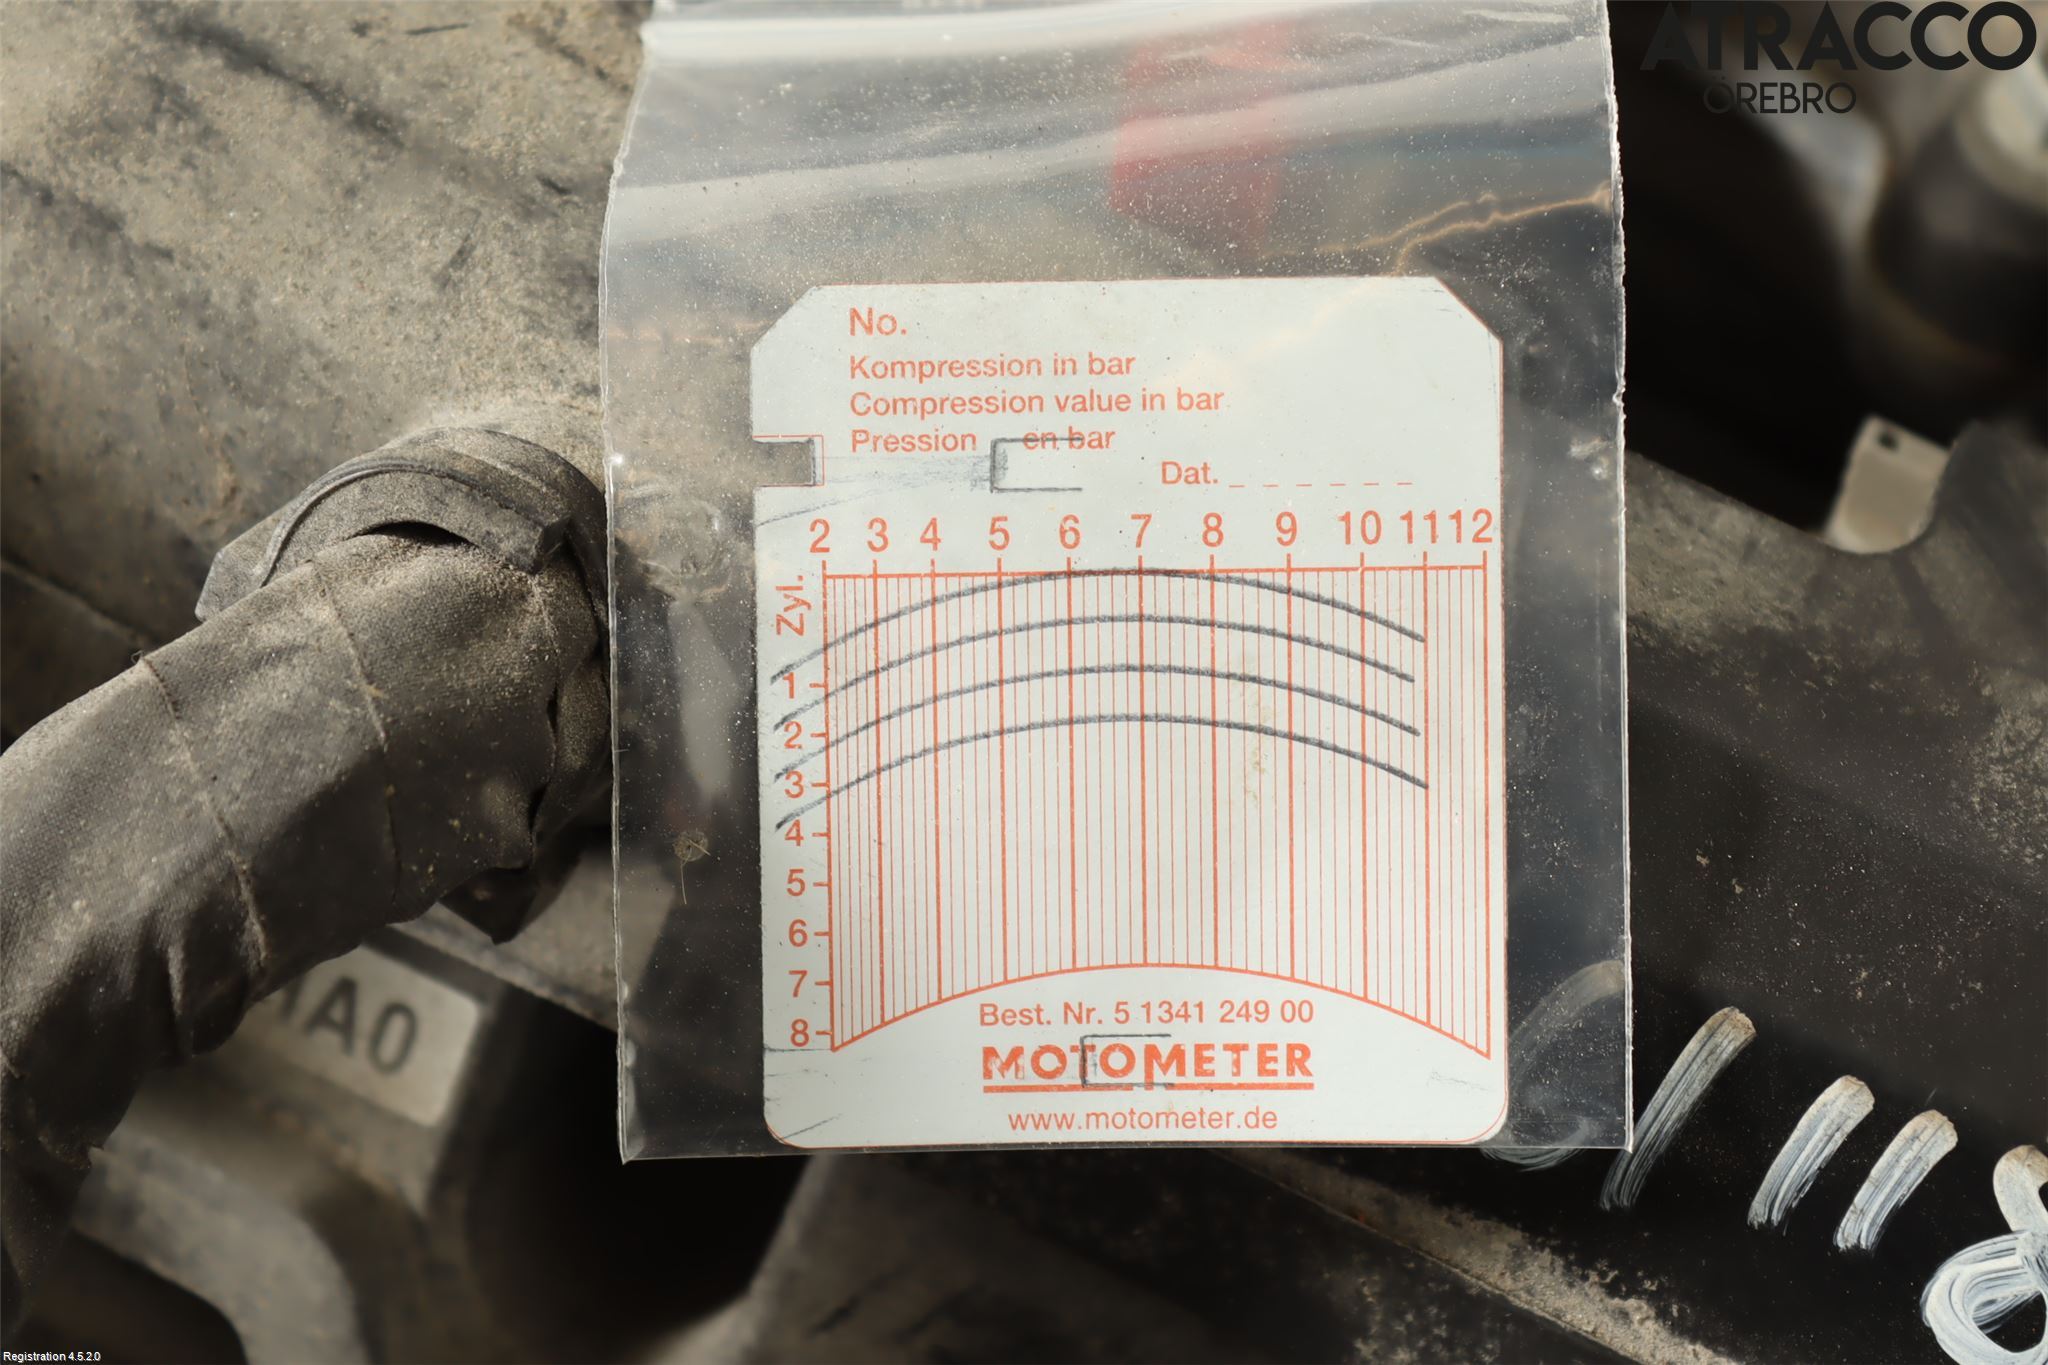 ATRACCO
ÖREBRO
No.
Kompression in bar
Compression value in bar
Pression en bar
Dat. _ _ _ _ _ _
2 3 4 5 6 7 8 9 10 11 12
Zyl.
1
2
3
4
5
6
7
8
Best. Nr. 5 1341 249 00
MOTOMETER
www.motometer.de
HA0
Registration 4.5.2.0